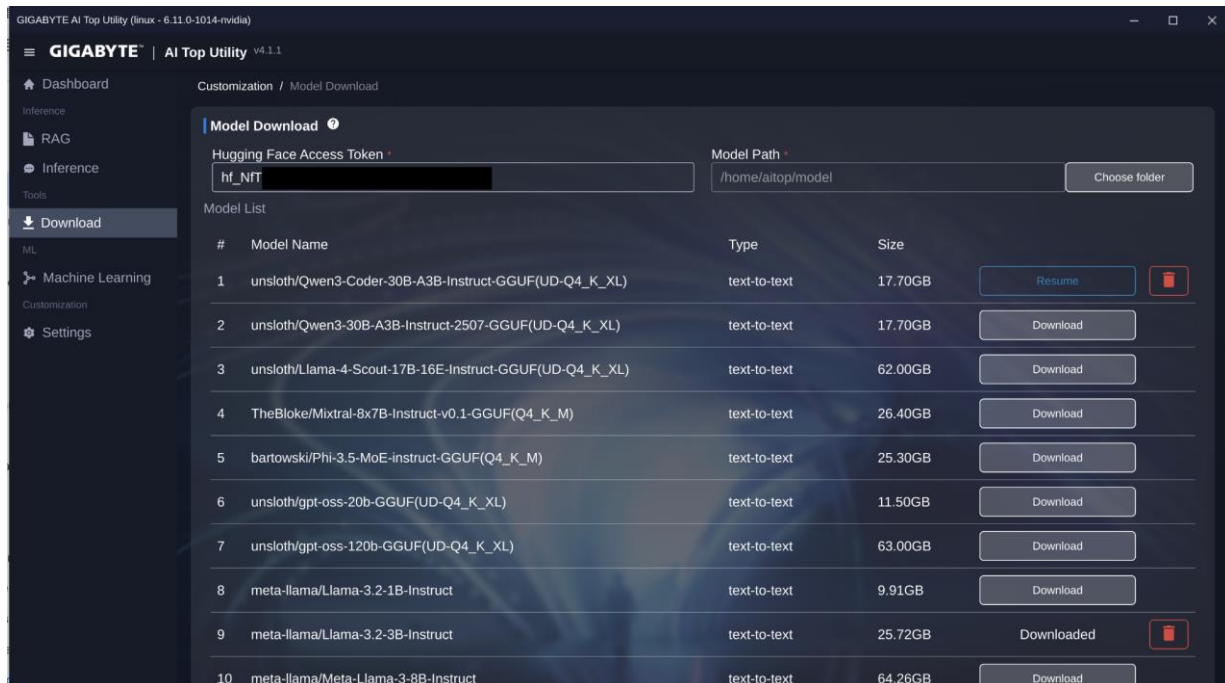 GIGABYTE AI Top Utility (linux - 6.11.0-1014-nvidia)
GIGABYTE™ | AI Top Utility v4.1.1
Dashboard
Customization / Model Download
Inference
RAG
Inference
Tools
Download
ML
Machine Learning
Customization
Settings
Model Download ?
Hugging Face Access Token * Model Path *
hf_NfT /home/aitop/model Choose folder
Model List
# Model Name Type Size
1 unsloth/Qwen3-Coder-30B-A3B-Instruct-GGUF(UD-Q4_K_XL) text-to-text 17.70GB Resume
2 unsloth/Qwen3-30B-A3B-Instruct-2507-GGUF(UD-Q4_K_XL) text-to-text 17.70GB Download
3 unsloth/Llama-4-Scout-17B-16E-Instruct-GGUF(UD-Q4_K_XL) text-to-text 62.00GB Download
4 TheBloke/Mixtral-8x7B-Instruct-v0.1-GGUF(Q4_K_M) text-to-text 26.40GB Download
5 bartowski/Phi-3.5-MoE-instruct-GGUF(Q4_K_M) text-to-text 25.30GB Download
6 unsloth/gpt-oss-20b-GGUF(UD-Q4_K_XL) text-to-text 11.50GB Download
7 unsloth/gpt-oss-120b-GGUF(UD-Q4_K_XL) text-to-text 63.00GB Download
8 meta-llama/Llama-3.2-1B-Instruct text-to-text 9.91GB Download
9 meta-llama/Llama-3.2-3B-Instruct text-to-text 25.72GB Downloaded
10 meta-llama/Meta-Llama-3-8B-Instruct text-to-text 64.26GB Download